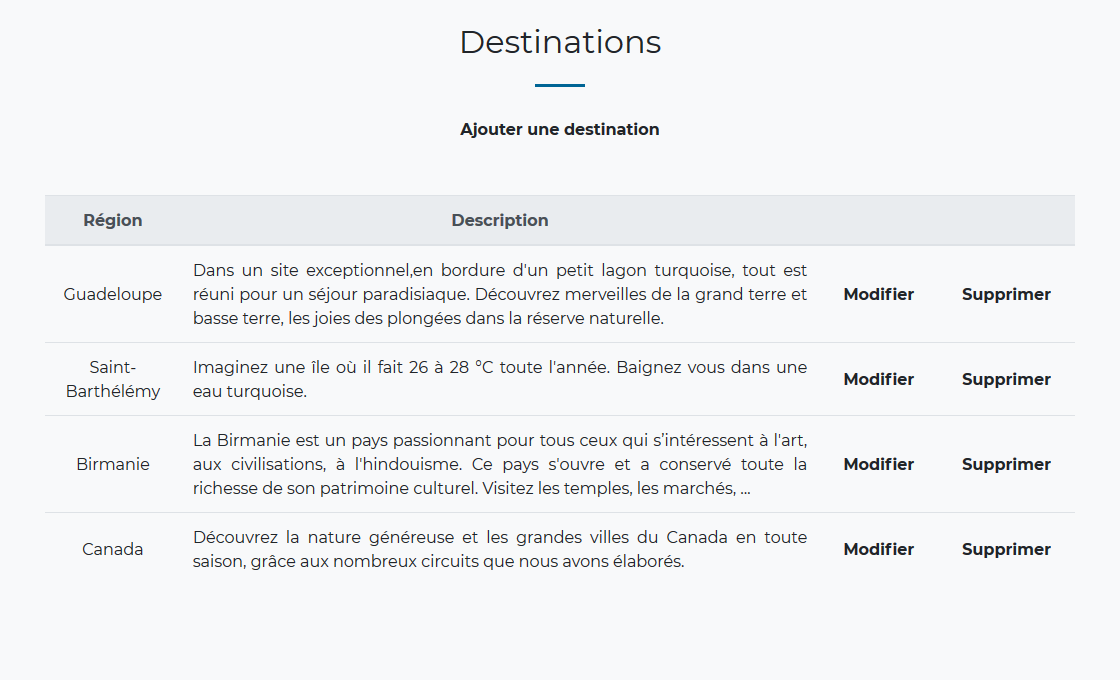 Destinations
Ajouter une destination
Région Description
Guadeloupe
Dans un site exceptionnel,en bordure d'un petit lagon turquoise, tout est
réuni pour un séjour paradisiaque. Découvrez merveilles de la grand terre et
basse terre, les joies des plongées dans la réserve naturelle.
Modifier Supprimer
Saint-
Barthélémy
Imaginez une île où il fait 26 à 28 °C toute l'année. Baignez vous dans une
eau turquoise.
Modifier Supprimer
Birmanie
La Birmanie est un pays passionnant pour tous ceux qui s’intéressent à l'art,
aux civilisations, à l'hindouisme. Ce pays s'ouvre et a conservé toute la
richesse de son patrimoine culturel. Visitez les temples, les marchés, ...
Modifier Supprimer
Canada
Découvrez la nature généreuse et les grandes villes du Canada en toute
saison, grâce aux nombreux circuits que nous avons élaborés.
Modifier Supprimer